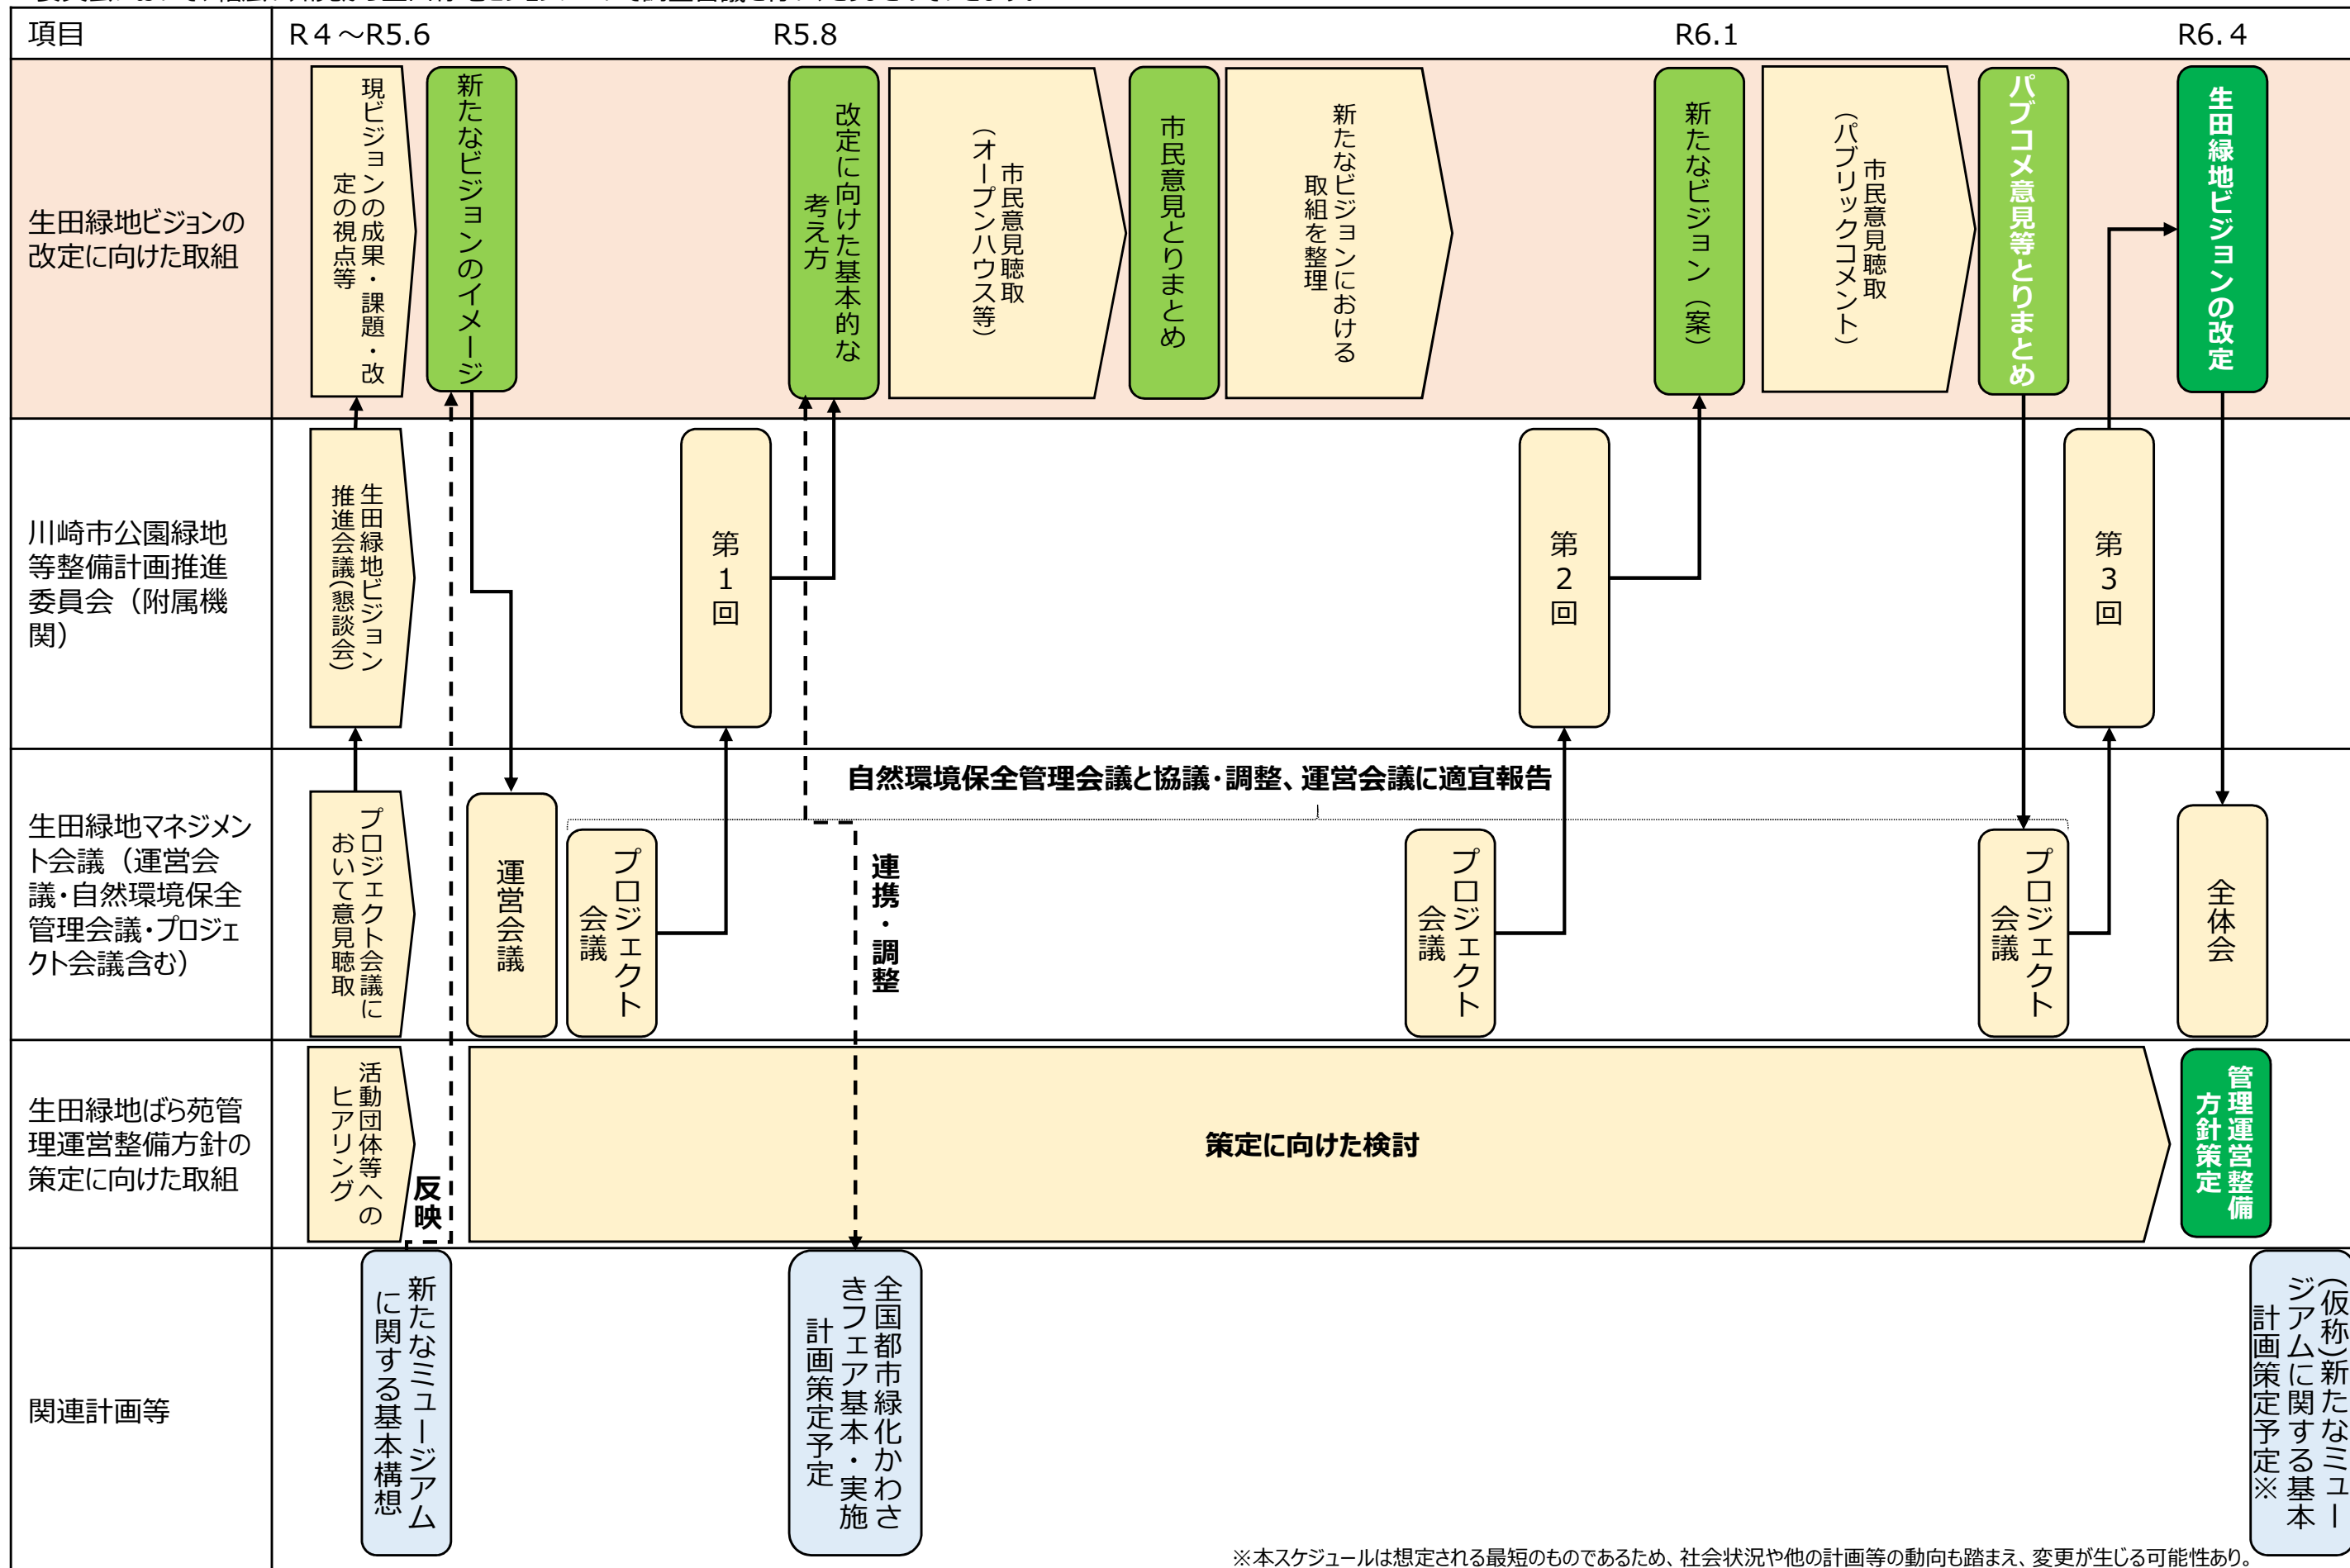 項目
R４～R5.6
R5.8
R6.1
R6.４
生田緑地ビジョンの
改定に向けた取組
現ビジョンの成果・課題・改
定の視点等
新たなビジョンのイメージ
改定に向けた基本的な
考え方
市民意見聴取
（オープンハウス等）
市民意見とりまとめ
新たなビジョンにおける
取組を整理
新たなビジョン（案）
市民意見聴取
（パブリックコメント）
パブコメ意見等とりまとめ
生田緑地ビジョンの改定
川崎市公園緑地
等整備計画推進
委員会（附属機
関）
生田緑地ビジョン
推進会議(懇談会)
第1回
第2回
第3回
生田緑地マネジメン
ト会議（運営会
議・自然環境保全
管理会議・プロジェ
クト会議含む）
プロジェクト会議に
おいて意見聴取
運営会議
プロジェクト
会議
自然環境保全管理会議と協議・調整、運営会議に適宜報告
連携・調整
プロジェクト
会議
プロジェクト
会議
全体会
生田緑地ばら苑管
理運営整備方針の
策定に向けた取組
活動団体等への
ヒアリング
反映
策定に向けた検討
管理運営整備
方針策定
関連計画等
新たなミュージアム
に関する基本構想
全国都市緑化かわさ
きフェア基本・実施
計画策定予定
(仮称)新たなミュー
ジアムに関する基本
計画策定予定※
※本スケジュールは想定される最短のものであるため、社会状況や他の計画等の動向も踏まえ、変更が生じる可能性あり。